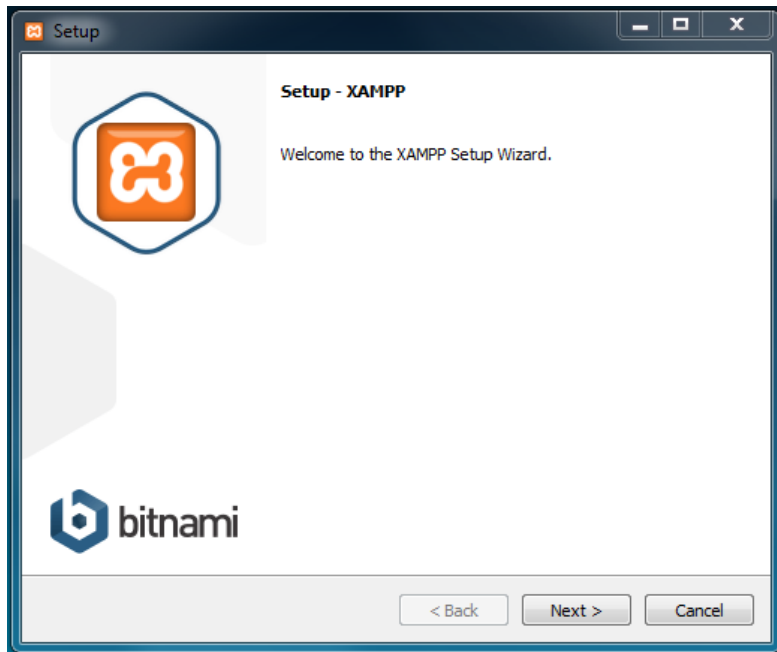 Setup
Setup - XAMPP
Welcome to the XAMPP Setup Wizard.
bitnami
< Back Next > Cancel